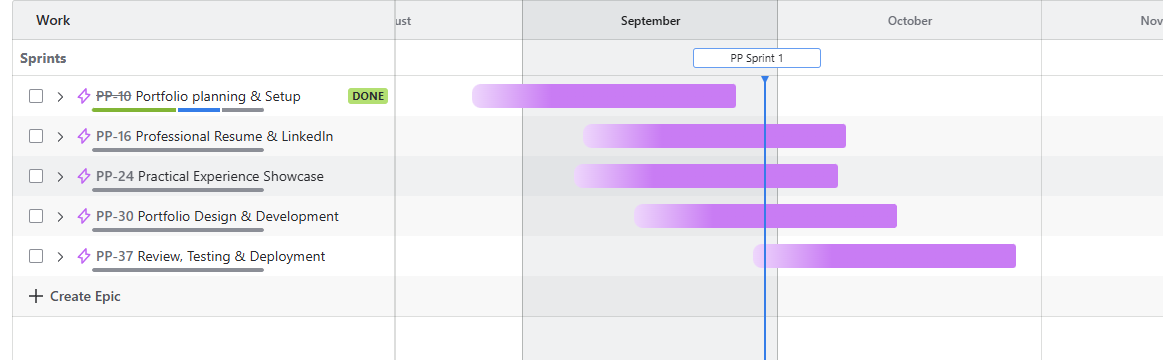 Work
ust
September
October
Nov
Sprints
PP Sprint 1
PP-10 Portfolio planning & Setup DONE
PP-16 Professional Resume & LinkedIn
PP-24 Practical Experience Showcase
PP-30 Portfolio Design & Development
PP-37 Review, Testing & Deployment
Create Epic